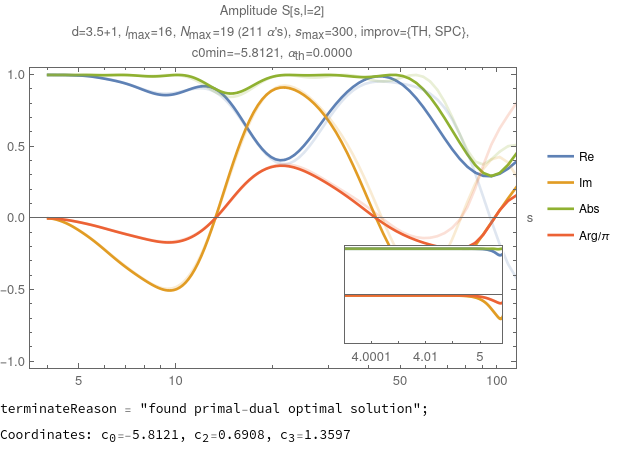 Amplitude S[s,l=2]
d=3.5+1, lmax=16, Nmax=19 (211 α's), smax=300, improv={TH, SPC},
c0min=-5.8121, αth=0.0000
1.0
0.5
0.0
-0.5
-1.0
s
Re
Im
Abs
Arg/π
4.0001 4.01 5
5 10 50 100
terminateReason = "found primal-dual optimal solution";
Coordinates: c0=-5.8121, c2=0.6908, c3=1.3597